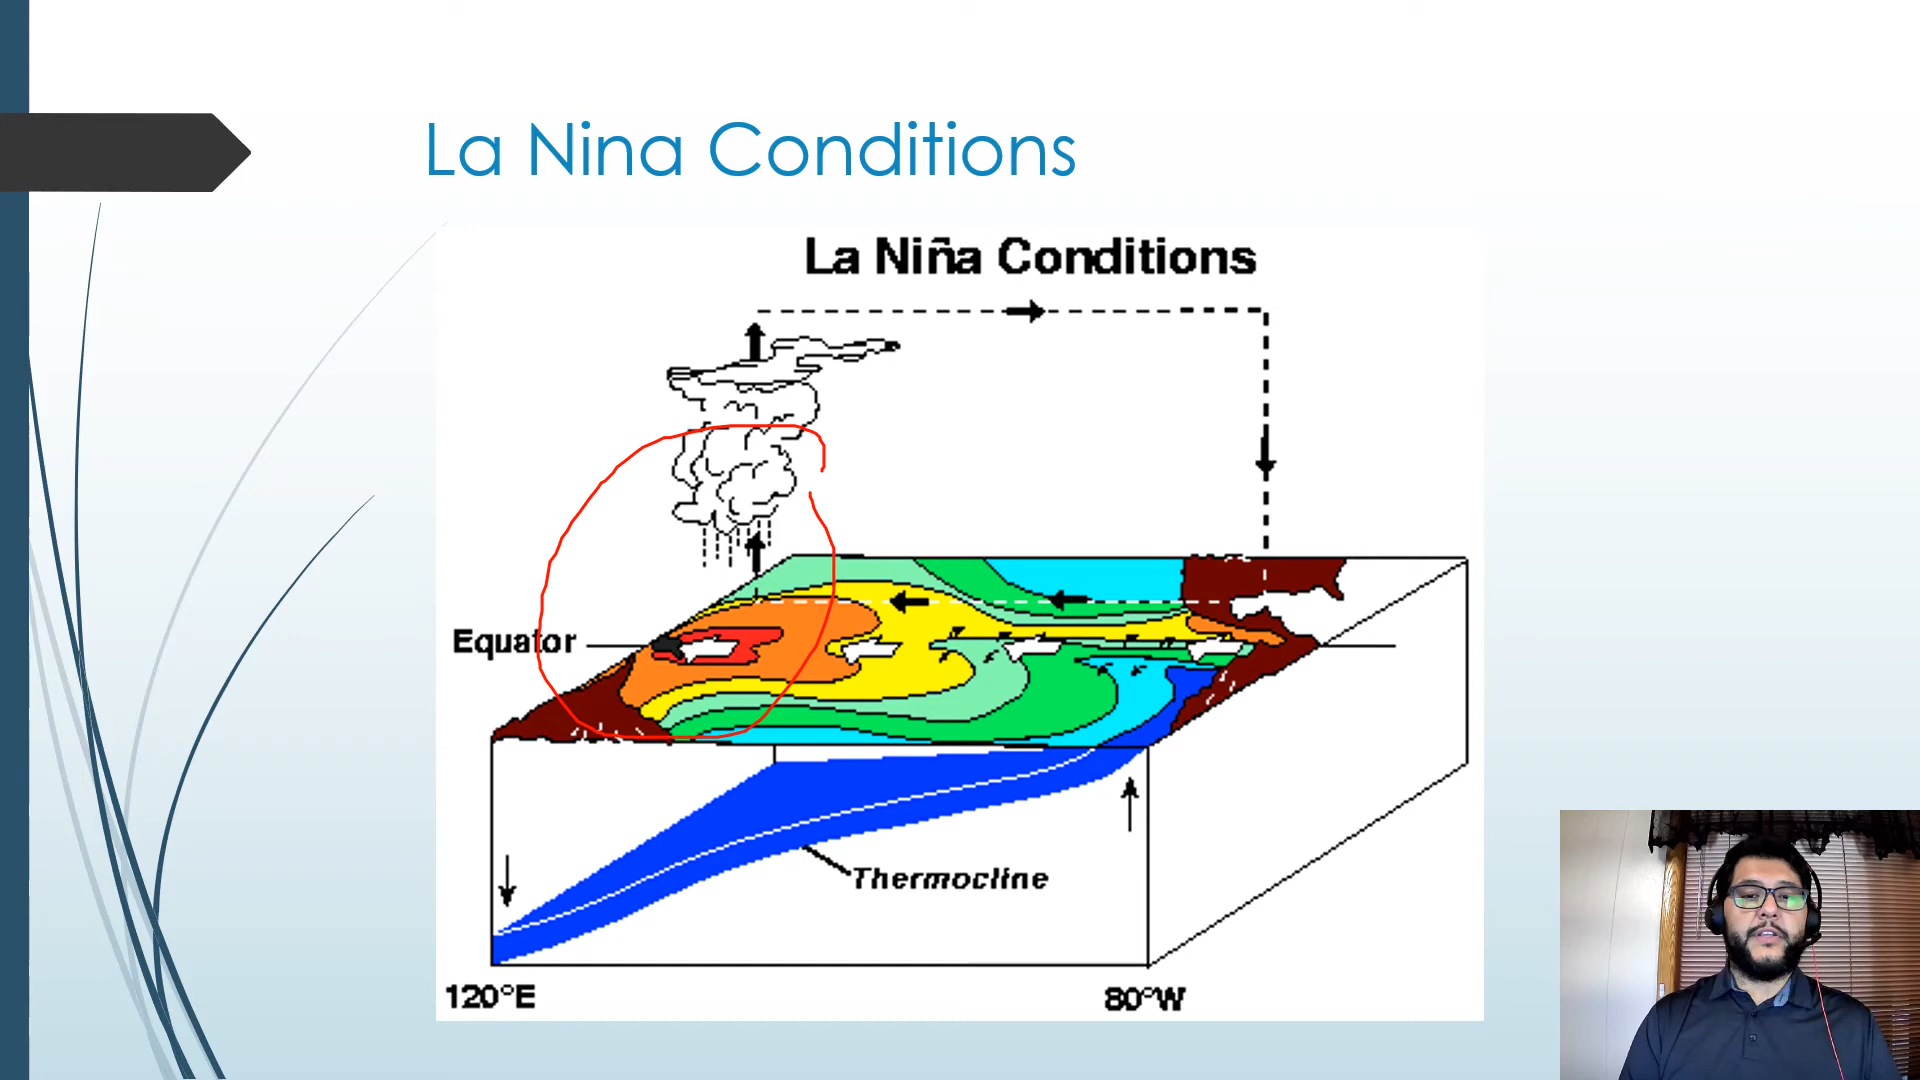 La Nina Conditions
La Niña Conditions
Equator
Thermocline
120°E
80°W